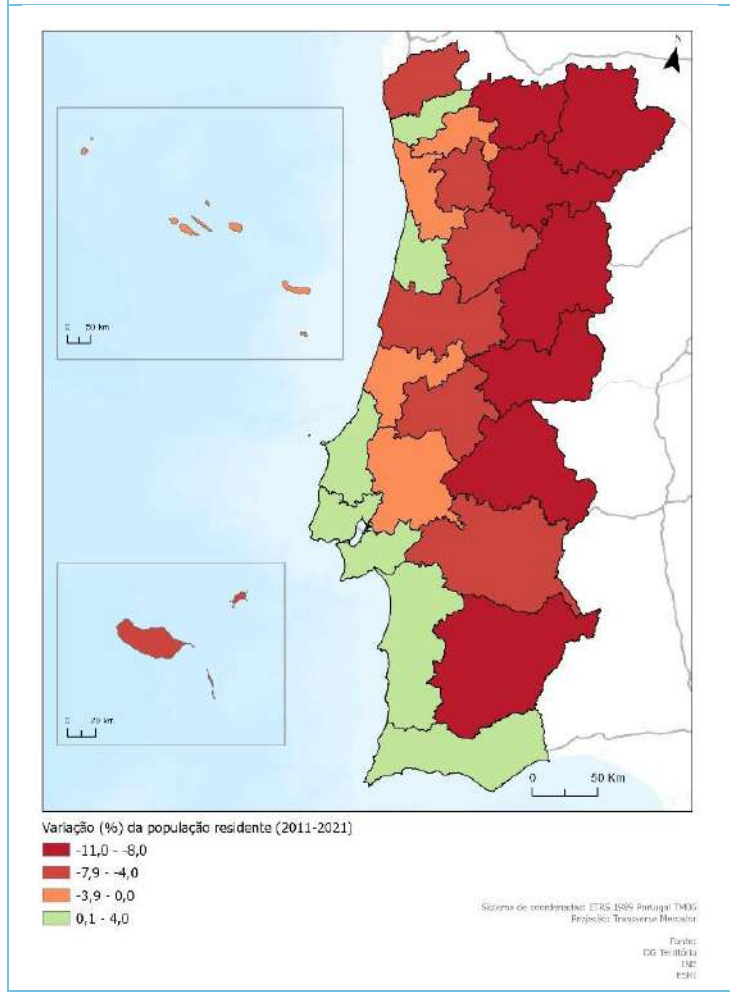 N
0 50 km
0 20 km
0 50 Km
Variação (%) da população residente (2011-2021)
-11,0 - -8,0
-7,9 - -4,0
-3,9 - 0,0
0,1 - 4,0
Sistema de coordenadas: ETRS 1989 Portugal TM06
Projeção: Transverse Mercator
Fonte:
DG Território
INE
ESRI